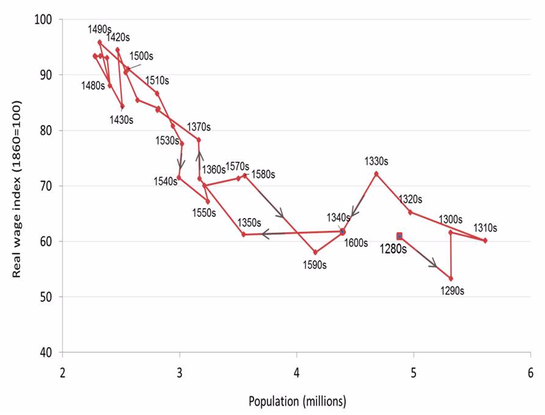 100
90
80
70
60
50
40
2
3
4
5
6
Real wage index (1860=100)
Population (millions)
1490s
1420s
1500s
1480s
1510s
1430s
1370s
1530s
1330s
1360s
1570s
1580s
1540s
1550s
1320s
1350s
1340s
1300s
1310s
1600s
1280s
1590s
1290s